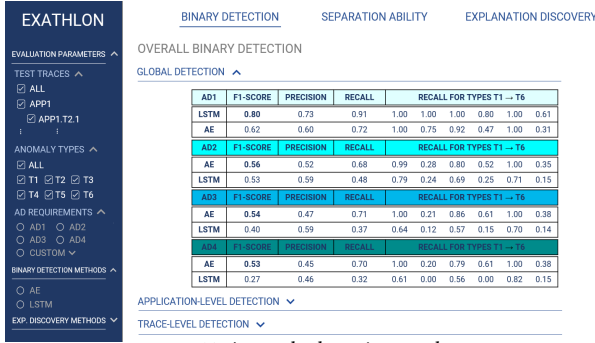 EXATHLON
BINARY DETECTION SEPARATION ABILITY EXPLANATION DISCOVERY
EVALUATION PARAMETERS
TEST TRACES
ALL
APP1
APP1.T2.1
ANOMALY TYPES
ALL
T1 T2 T3
T4 T5 T6
AD REQUIREMENTS
AD1 AD2
AD3 AD4
CUSTOM
BINARY DETECTION METHODS
AE
LSTM
EXP. DISCOVERY METHODS
OVERALL BINARY DETECTION
GLOBAL DETECTION
AD1 F1-SCORE PRECISION RECALL RECALL FOR TYPES T1 → T6
LSTM 0.80 0.73 0.91 1.00 1.00 1.00 0.80 1.00 0.61
AE 0.62 0.60 0.72 1.00 0.75 0.92 0.47 1.00 0.31
AD2 F1-SCORE PRECISION RECALL RECALL FOR TYPES T1 → T6
AE 0.56 0.52 0.68 0.99 0.28 0.80 0.52 1.00 0.35
LSTM 0.53 0.59 0.48 0.79 0.24 0.69 0.25 0.71 0.15
AD3 F1-SCORE PRECISION RECALL RECALL FOR TYPES T1 → T6
AE 0.54 0.47 0.71 1.00 0.21 0.86 0.61 1.00 0.38
LSTM 0.40 0.59 0.37 0.64 0.12 0.57 0.15 0.70 0.14
AD4 F1-SCORE PRECISION RECALL RECALL FOR TYPES T1 → T6
AE 0.53 0.45 0.70 1.00 0.20 0.79 0.61 1.00 0.38
LSTM 0.27 0.46 0.32 0.61 0.00 0.56 0.00 0.82 0.15
APPLICATION-LEVEL DETECTION
TRACE-LEVEL DETECTION